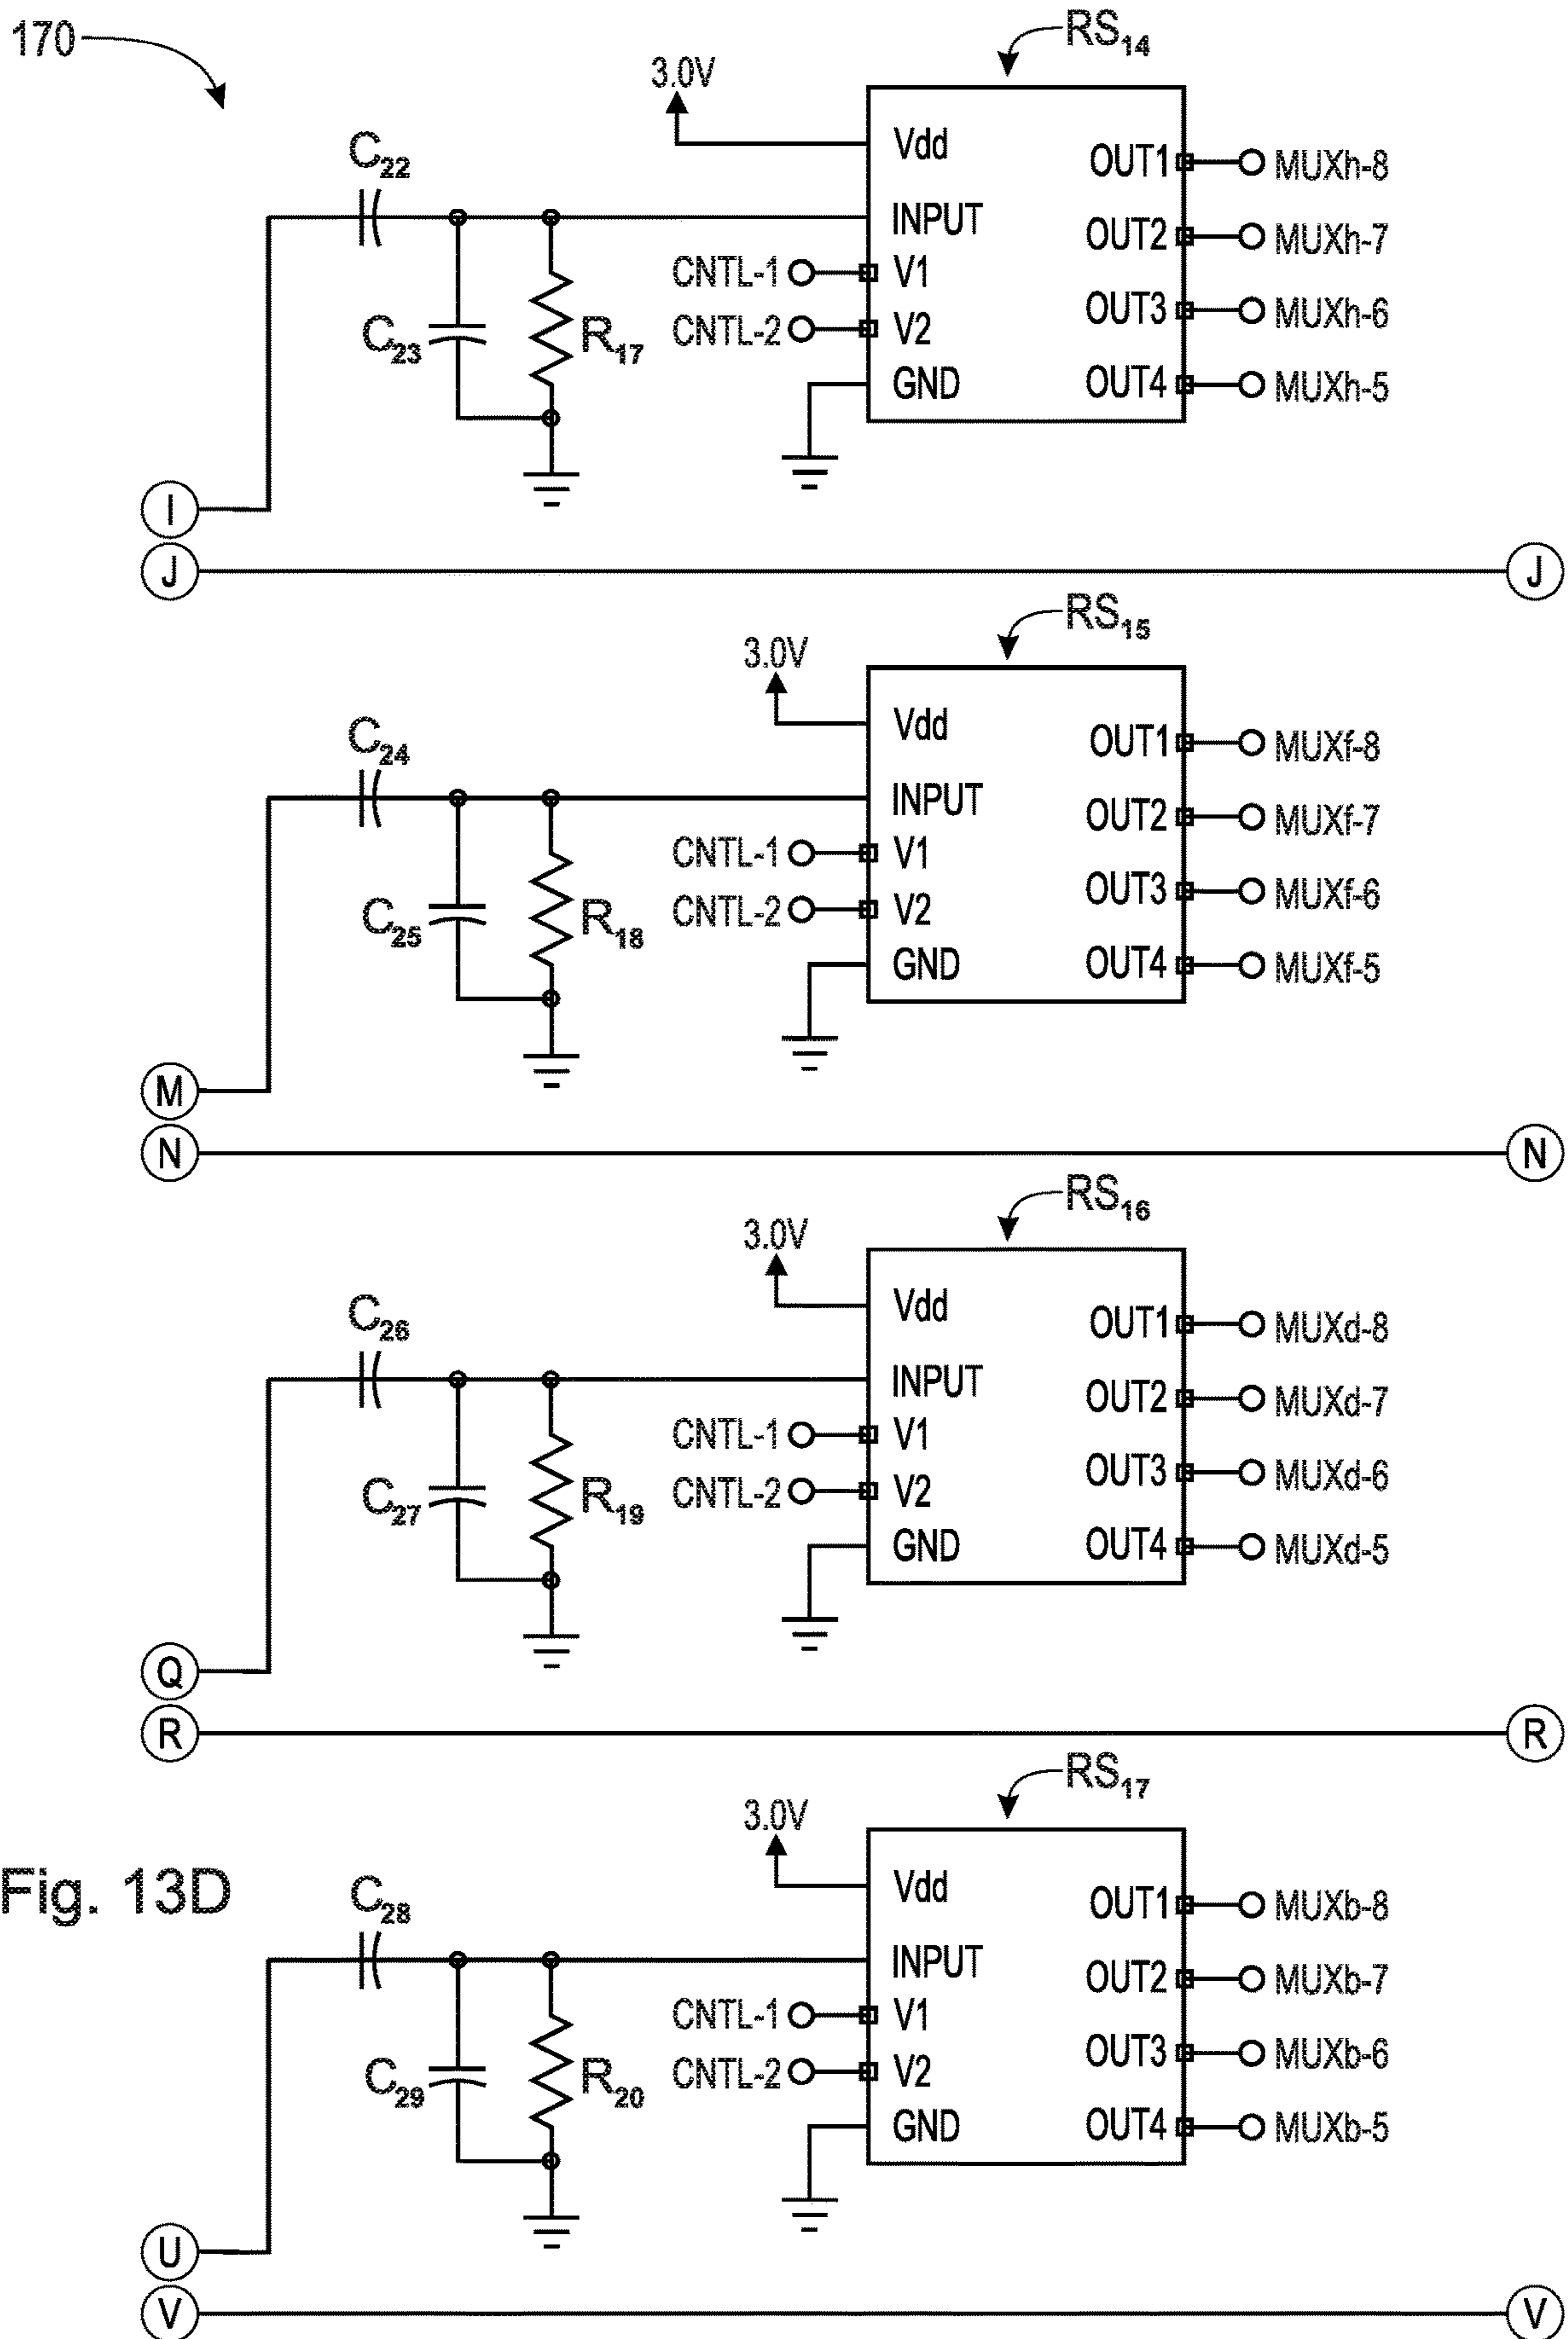 170
RS14
3.0V
Vdd
OUT1
MUXh-8
C22
INPUT
OUT2
MUXh-7
CNTL-1
V1
C23
R17
CNTL-2
V2
OUT3
MUXh-6
GND
OUT4
MUXh-5
I
J
J
RS15
3.0V
Vdd
OUT1
MUXf-8
C24
INPUT
OUT2
MUXf-7
CNTL-1
V1
C25
R18
CNTL-2
V2
OUT3
MUXf-6
GND
OUT4
MUXf-5
M
N
N
RS16
3.0V
Vdd
OUT1
MUXd-8
C26
INPUT
OUT2
MUXd-7
CNTL-1
V1
C27
R19
CNTL-2
V2
OUT3
MUXd-6
GND
OUT4
MUXd-5
Q
R
R
RS17
3.0V
Fig. 13D
Vdd
OUT1
MUXb-8
C28
INPUT
OUT2
MUXb-7
CNTL-1
V1
C29
R20
CNTL-2
V2
OUT3
MUXb-6
GND
OUT4
MUXb-5
U
V
V